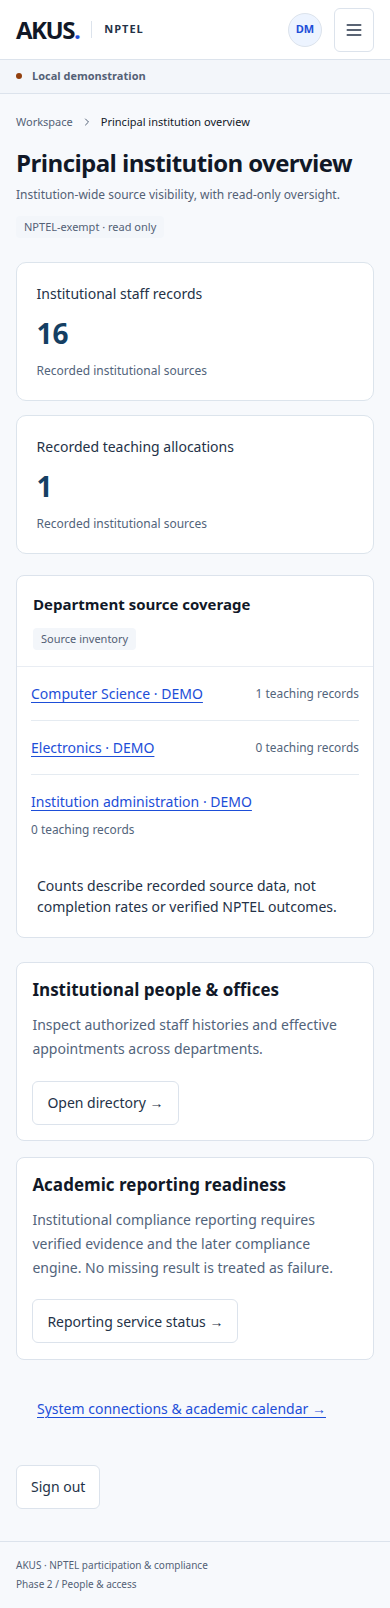 AKUS. NPTEL DM
Local demonstration
Workspace > Principal institution overview
Principal institution overview
Institution-wide source visibility, with read-only oversight.
NPTEL-exempt · read only
Institutional staff records
16
Recorded institutional sources
Recorded teaching allocations
1
Recorded institutional sources
Department source coverage
Source inventory
Computer Science · DEMO 1 teaching records
Electronics · DEMO 0 teaching records
Institution administration · DEMO
0 teaching records
Counts describe recorded source data, not
completion rates or verified NPTEL outcomes.
Institutional people & offices
Inspect authorized staff histories and effective
appointments across departments.
Open directory →
Academic reporting readiness
Institutional compliance reporting requires
verified evidence and the later compliance
engine. No missing result is treated as failure.
Reporting service status →
System connections & academic calendar →
Sign out
AKUS · NPTEL participation & compliance
Phase 2 / People & access